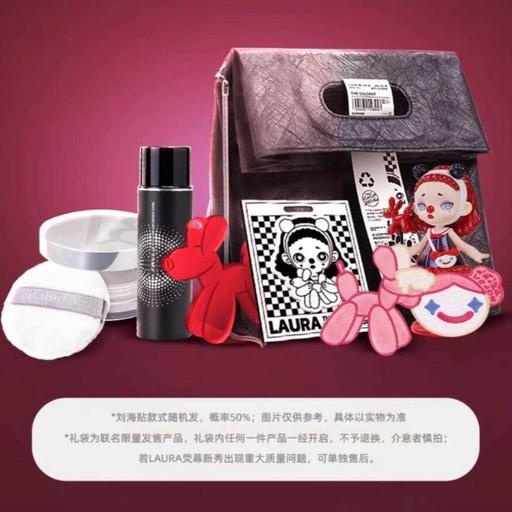 THE COLORIST
LAURA
*刘海贴款式随机发，概率50%；图片仅供参考，具体以实物为准
*礼袋为联名限量发售产品，礼袋内任何一件产品一经开启，不予退换，介意者慎拍；
若LAURA荧幕新秀出现重大质量问题，可单独售后。